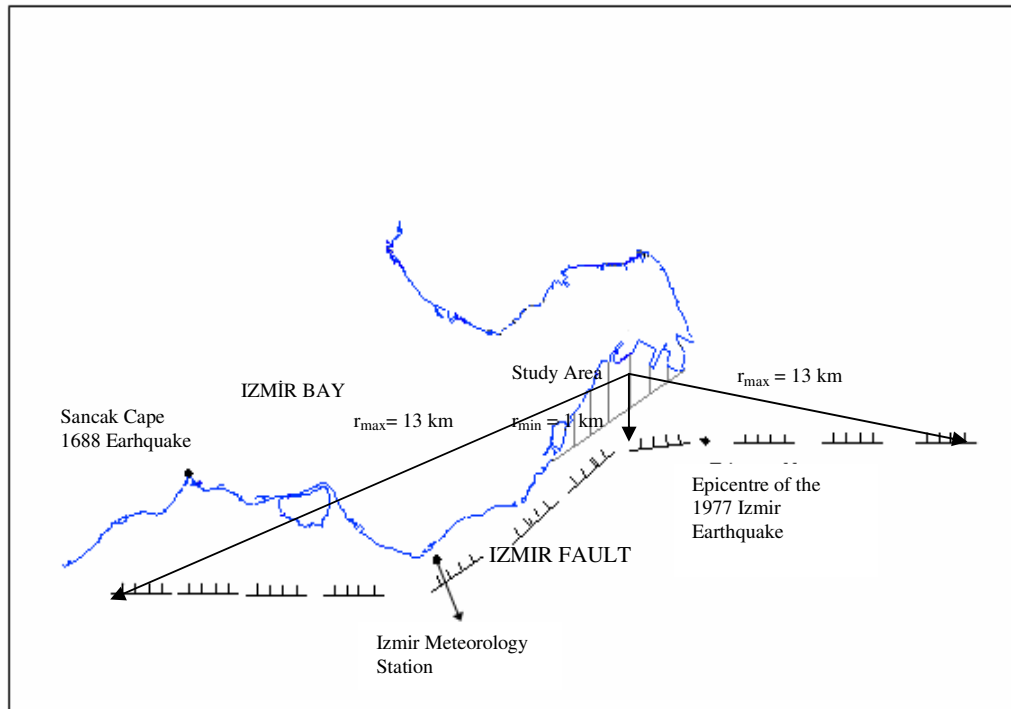 Study Area
r_max = 13 km
IZMİR BAY
Sancak Cape
1688 Earhquake
r_max= 13 km
r_min = 1 km
Epicentre of the
1977 Izmir
Earthquake
IZMIR FAULT
Izmir Meteorology
Station